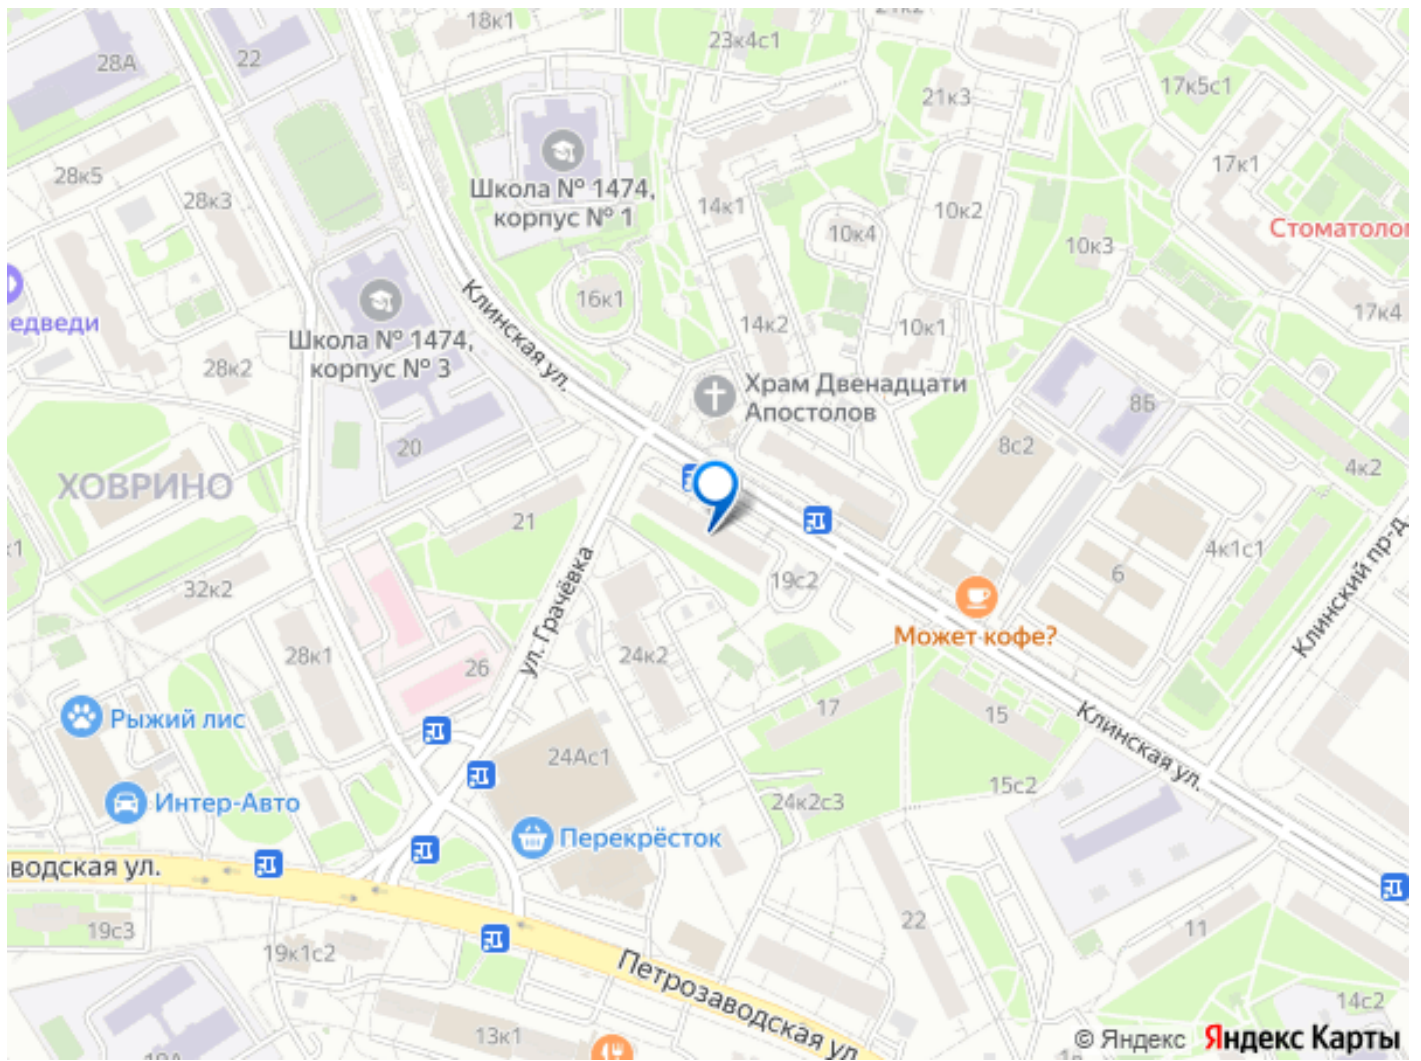 18к1
21к2
23к4с1
22
28А
17к5с1
21к3
17к1
28к5
Школа № 1474,
корпус № 1
28к3
14к1
10к2
10к4
Стоматолог
10к3
16к1
17к4
едведи
Клинская ул.
14к2
10к1
Школа № 1474,
корпус № 3
28к2
Храм Двенадцати
Апостолов
8Б
20
8с2
4к2
ХОВРИНО
21
к1
4к1с1
Клинский пр-д.
32к2
ул. Грачёвка
19с2
6
Может кофе?
28к1
24к2
26
17
15
Рыжий лис
Клинская ул.
24Ас1
15с2
Интер-Авто
24к2с3
Перекрёсток
аводская ул.
22
19с3
11
19к1с2
Петрозаводская ул.
14с2
13к1
© Яндекс Яндекс Карты